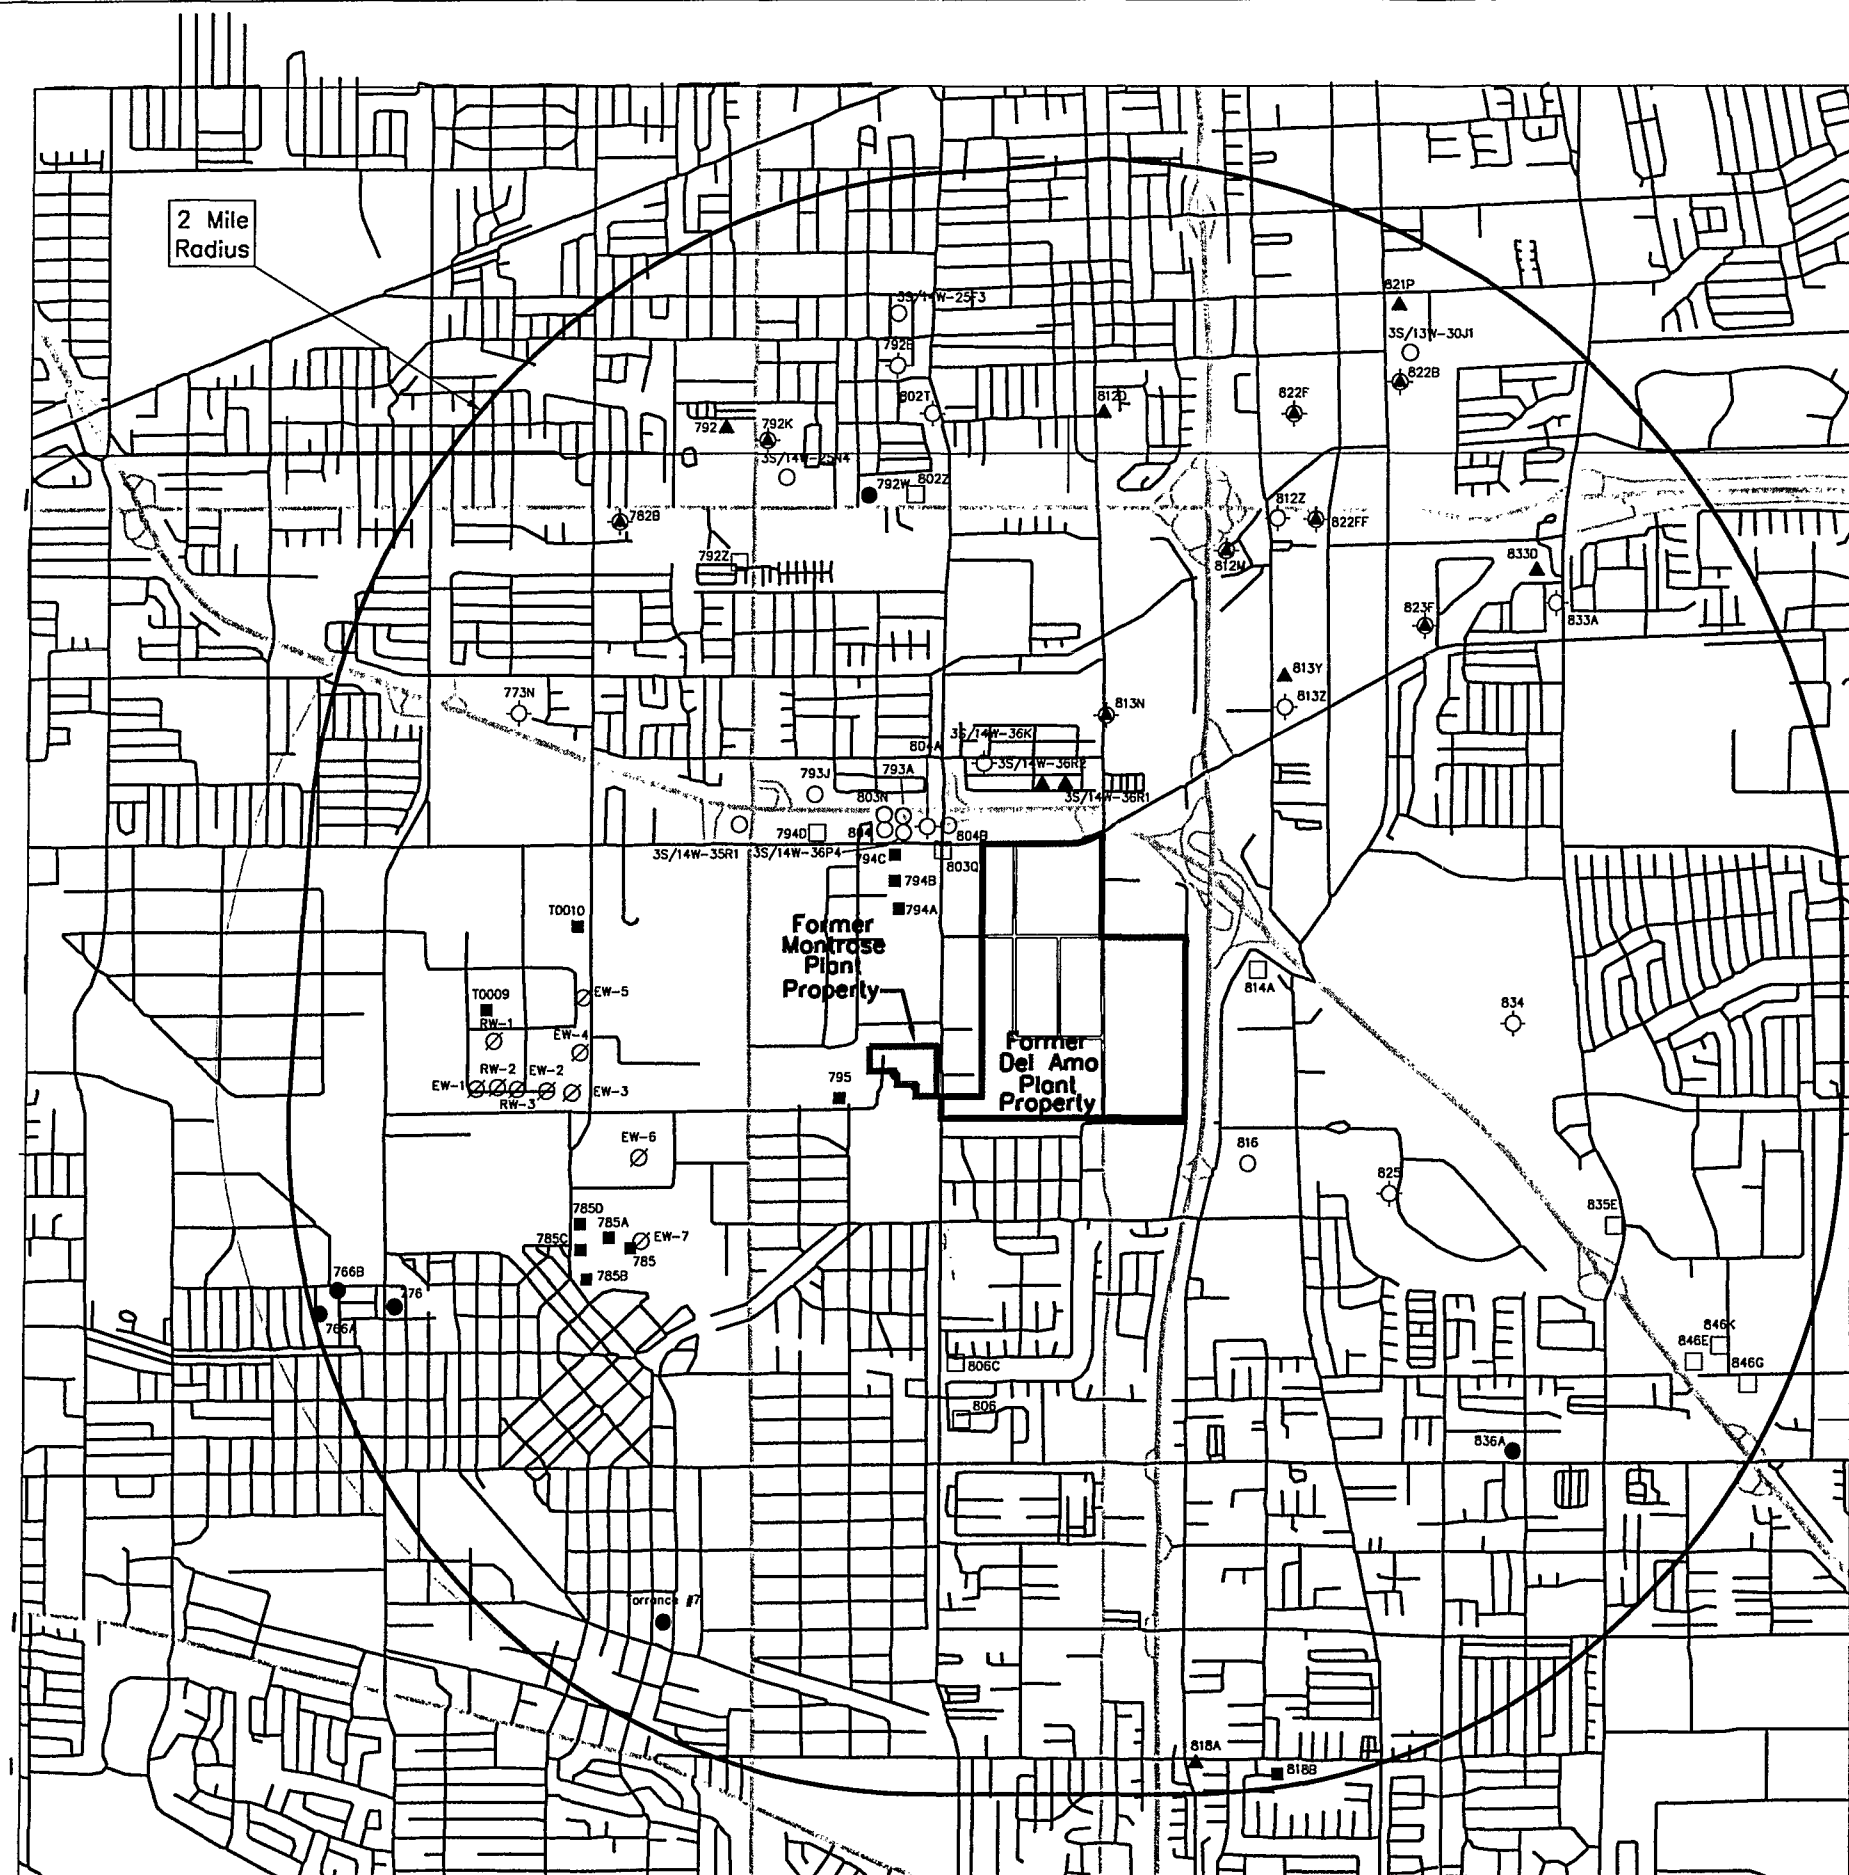 2 Mile
Radius
3S/14W-25F3
821P
3S/13W-30J1
792E
822B
802T
812D
822F
792
792K
3S/14W-25N4
792W
802Z
782B
812Z
822FF
792Z
812M
833D
823F
833A
813Y
773N
813Z
813N
3S/14W-36K
804A
3S/14W-36R2
793J
793A
803N
3S/14W-36R1
794D
804
804B
3S/14W-35R1
3S/14W-36P4
794C
803Q
794B
794A
T0010
Former
Montrose
Plant
Property
814A
T0009
EW-5
834
RW-1
EW-4
Former
Del Amo
Plant
Property
RW-2
EW-2
795
EW-1
EW-3
RW-3
EW-6
816
825
785D
785A
835E
785C
EW-7
785
766B
785B
276
766A
846K
846E
846G
806C
806
836A
Torrance #7
818A
818B